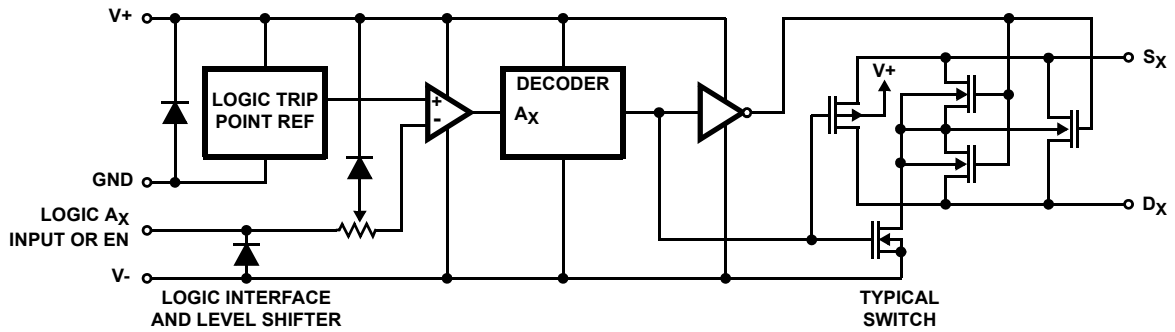 V+
LOGIC TRIP
POINT REF
+
-
DECODER
AX
V+
SX
GND
LOGIC AX
INPUT OR EN
DX
V-
LOGIC INTERFACE
AND LEVEL SHIFTER
TYPICAL
SWITCH